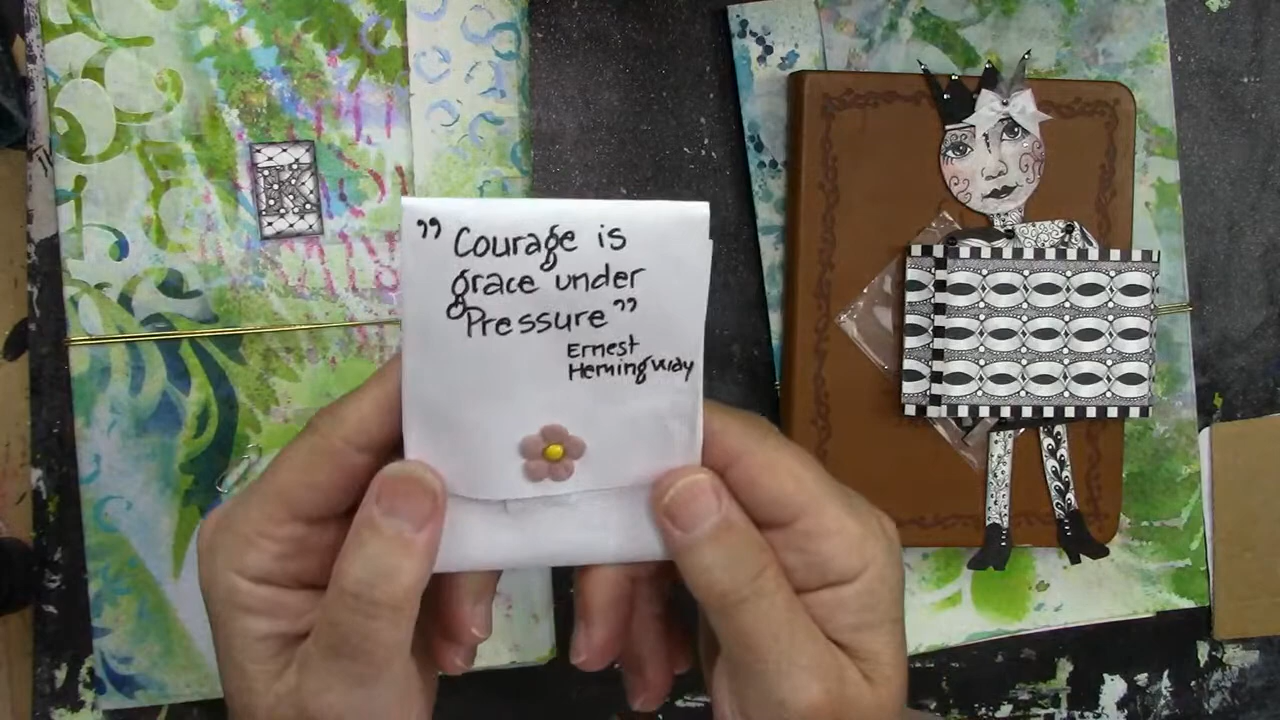 "Courage is
grace under
Pressure"
Ernest
Hemingway